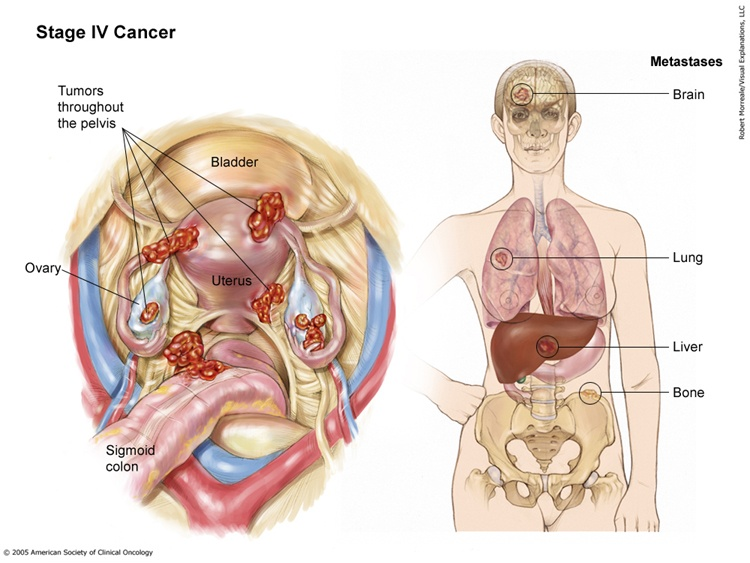 Stage IV Cancer
Tumors
throughout
the pelvis
Bladder
Ovary
Uterus
Sigmoid
colon
Metastases
Brain
Lung
Liver
Bone
Robert Morreale/Visual Explanations, LLC
© 2005 American Society of Clinical Oncology